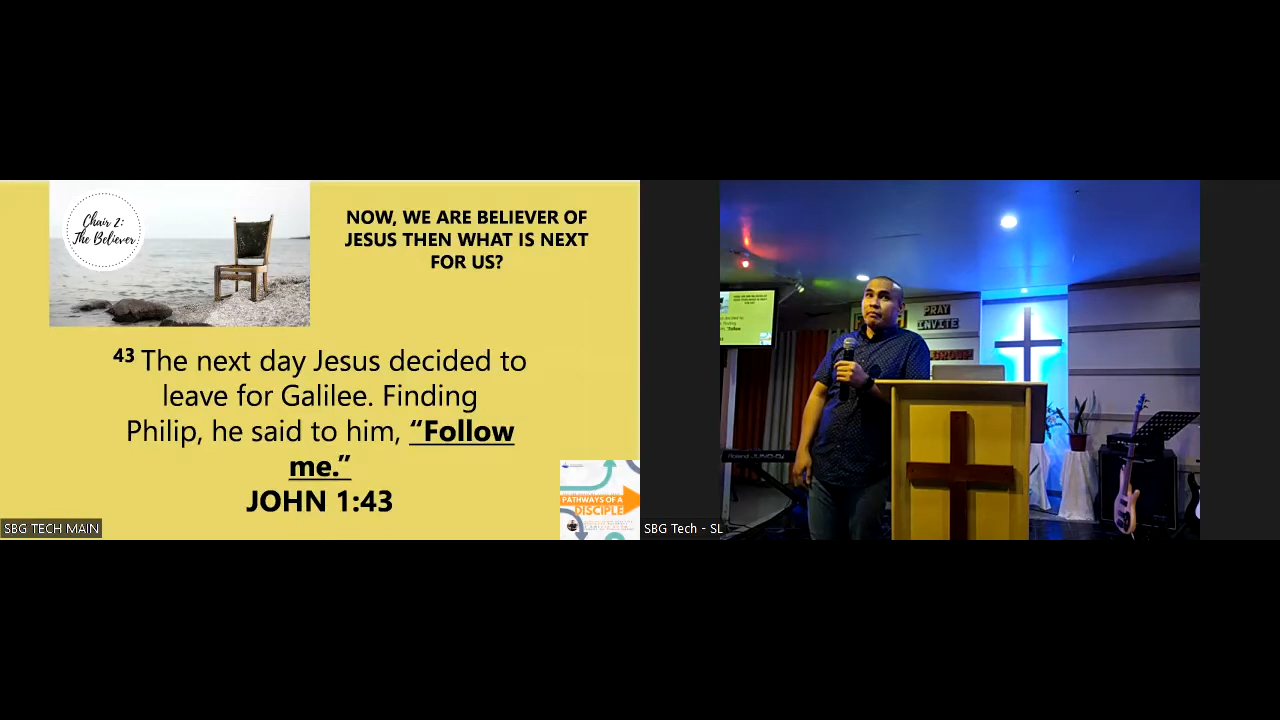 Chair 2:
The Believer
NOW, WE ARE BELIEVER OF
JESUS THEN WHAT IS NEXT
FOR US?
43 The next day Jesus decided to
leave for Galilee. Finding
Philip, he said to him, “Follow
me.”
JOHN 1:43
PATHWAYS OF A
DISCIPLE
SBG TECH MAIN
PRAY
INVITE
GROUP
Roland
SBG Tech - SL